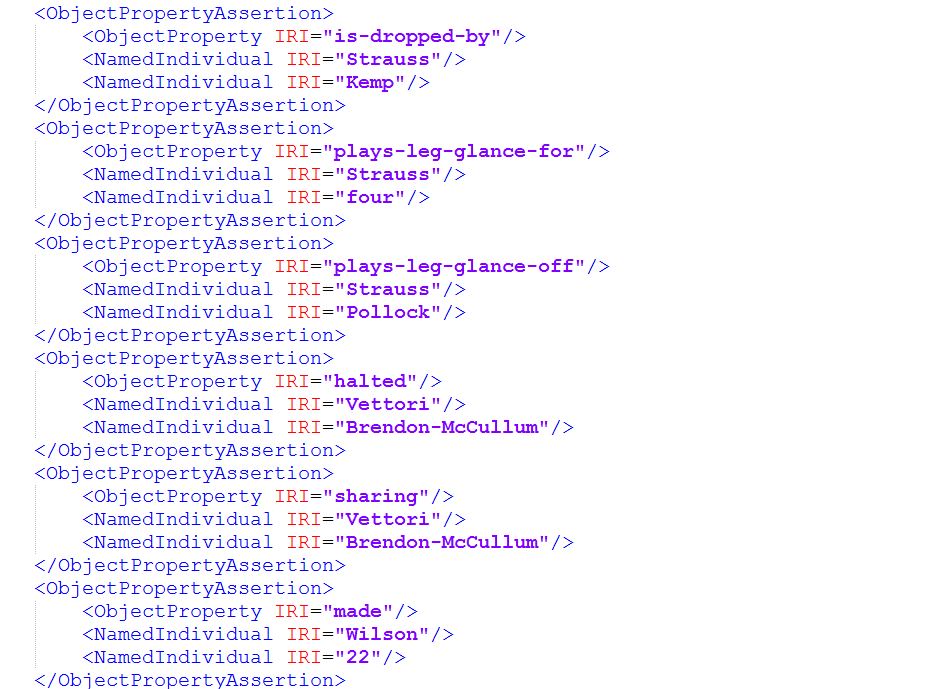 <ObjectPropertyAssertion>
<ObjectProperty IRI="is-dropped-by"/>
<NamedIndividual IRI="Strauss"/>
<NamedIndividual IRI="Kemp"/>
</ObjectPropertyAssertion>
<ObjectPropertyAssertion>
<ObjectProperty IRI="plays-leg-glance-for"/>
<NamedIndividual IRI="Strauss"/>
<NamedIndividual IRI="four"/>
</ObjectPropertyAssertion>
<ObjectPropertyAssertion>
<ObjectProperty IRI="plays-leg-glance-off"/>
<NamedIndividual IRI="Strauss"/>
<NamedIndividual IRI="Pollock"/>
</ObjectPropertyAssertion>
<ObjectPropertyAssertion>
<ObjectProperty IRI="halted"/>
<NamedIndividual IRI="Vettori"/>
<NamedIndividual IRI="Brendon-McCullum"/>
</ObjectPropertyAssertion>
<ObjectPropertyAssertion>
<ObjectProperty IRI="sharing"/>
<NamedIndividual IRI="Vettori"/>
<NamedIndividual IRI="Brendon-McCullum"/>
</ObjectPropertyAssertion>
<ObjectPropertyAssertion>
<ObjectProperty IRI="made"/>
<NamedIndividual IRI="Wilson"/>
<NamedIndividual IRI="22"/>
</ObjectPropertyAssertion>